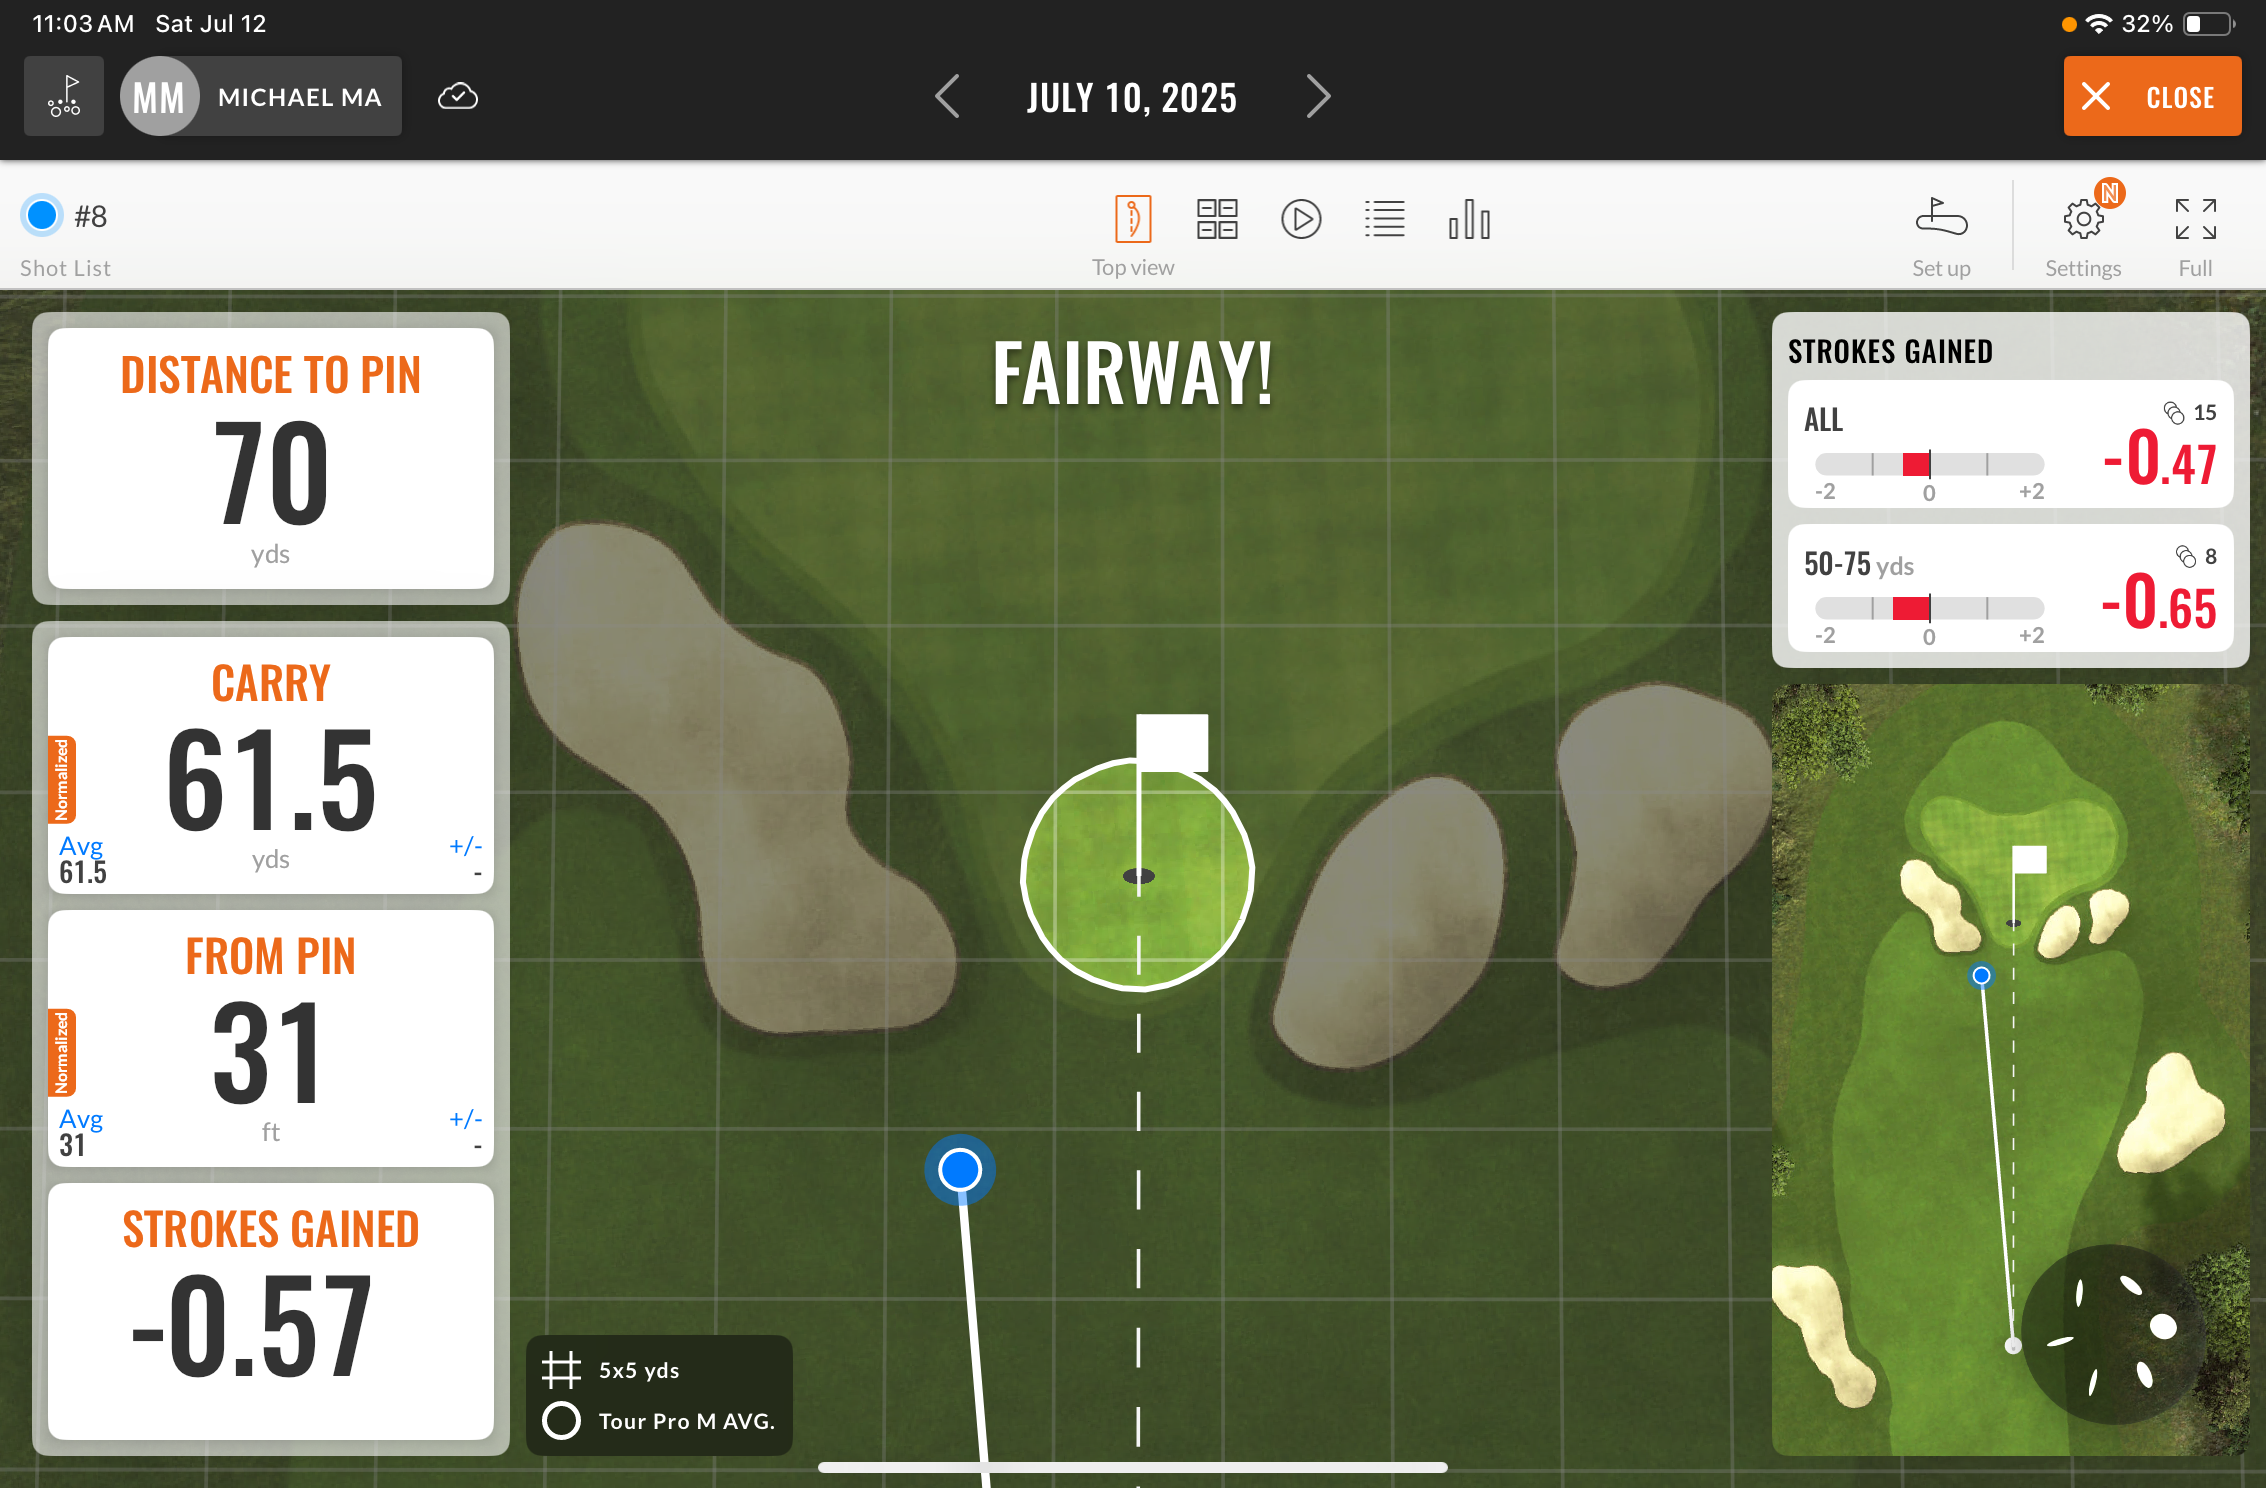 11:03 AM Sat Jul 12
32%
MM MICHAEL MA
JULY 10, 2025
CLOSE
#8
Shot List
Top view
Set up
N
Settings
Full
FAIRWAY!
DISTANCE TO PIN
70
yds
CARRY
Normalized
61.5
yds
Avg
61.5
+/-
-
FROM PIN
Normalized
31
ft
Avg
31
+/-
-
STROKES GAINED
-0.57
5x5 yds
Tour Pro M AVG.
STROKES GAINED
ALL
15
-0.47
-2 0 +2
50-75 yds
8
-0.65
-2 0 +2